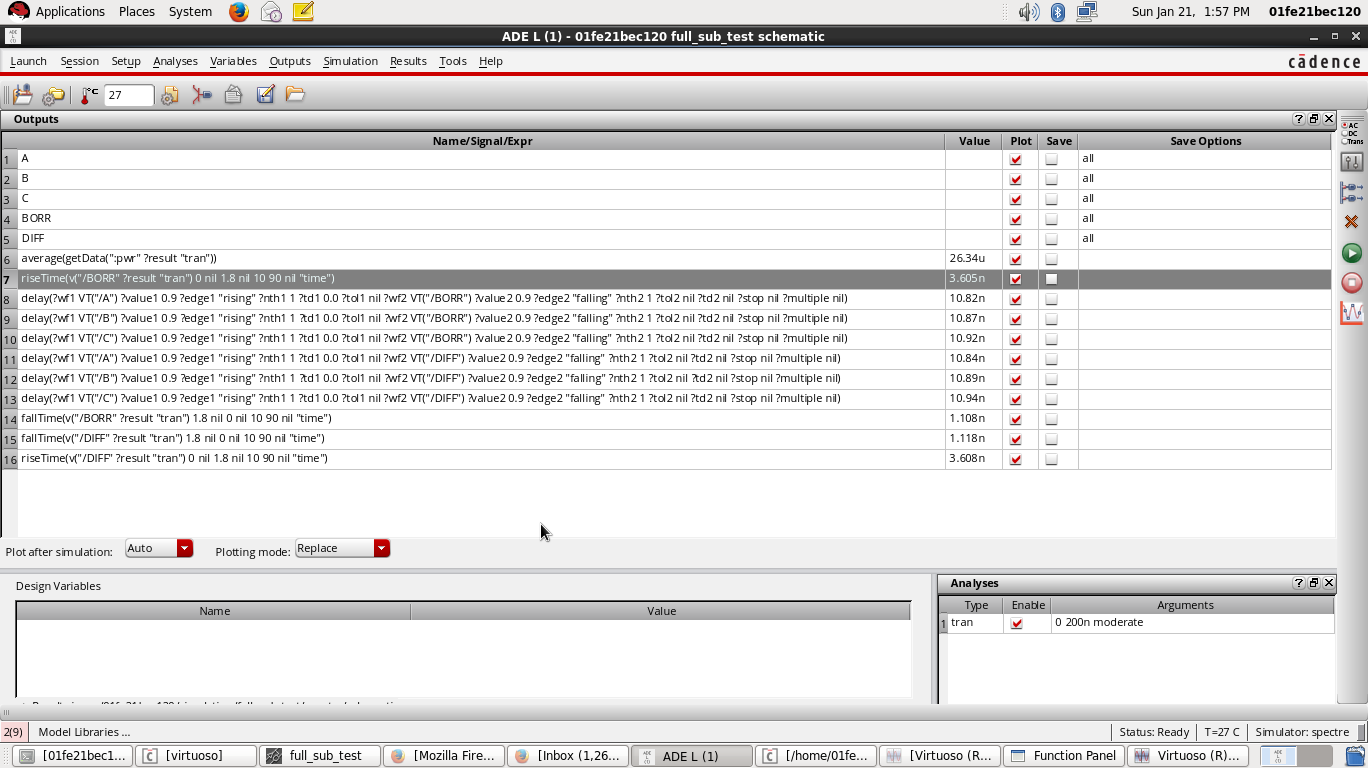 Applications Places System Sun Jan 21, 1:57 PM 01fe21bec120
ADE L (1) - 01fe21bec120 full_sub_test schematic
Launch Session Setup Analyses Variables Outputs Simulation Results Tools Help cādence
°C 27
Outputs
Name/Signal/Expr Value Plot Save Save Options
1 A all
2 B all
3 C all
4 BORR all
5 DIFF all
6 average(getData(":pwr" ?result "tran")) 26.34u
7 riseTime(v("/BORR" ?result "tran") 0 nil 1.8 nil 10 90 nil "time") 3.605n
8 delay(?wf1 VT("/A") ?value1 0.9 ?edge1 "rising" ?nth1 1 ?td1 0.0 ?tol1 nil ?wf2 VT("/BORR") ?value2 0.9 ?edge2 "falling" ?nth2 1 ?tol2 nil ?td2 nil ?stop nil ?multiple nil) 10.82n
9 delay(?wf1 VT("/B") ?value1 0.9 ?edge1 "rising" ?nth1 1 ?td1 0.0 ?tol1 nil ?wf2 VT("/BORR") ?value2 0.9 ?edge2 "falling" ?nth2 1 ?tol2 nil ?td2 nil ?stop nil ?multiple nil) 10.87n
10 delay(?wf1 VT("/C") ?value1 0.9 ?edge1 "rising" ?nth1 1 ?td1 0.0 ?tol1 nil ?wf2 VT("/BORR") ?value2 0.9 ?edge2 "falling" ?nth2 1 ?tol2 nil ?td2 nil ?stop nil ?multiple nil) 10.92n
11 delay(?wf1 VT("/A") ?value1 0.9 ?edge1 "rising" ?nth1 1 ?td1 0.0 ?tol1 nil ?wf2 VT("/DIFF") ?value2 0.9 ?edge2 "falling" ?nth2 1 ?tol2 nil ?td2 nil ?stop nil ?multiple nil) 10.84n
12 delay(?wf1 VT("/B") ?value1 0.9 ?edge1 "rising" ?nth1 1 ?td1 0.0 ?tol1 nil ?wf2 VT("/DIFF") ?value2 0.9 ?edge2 "falling" ?nth2 1 ?tol2 nil ?td2 nil ?stop nil ?multiple nil) 10.89n
13 delay(?wf1 VT("/C") ?value1 0.9 ?edge1 "rising" ?nth1 1 ?td1 0.0 ?tol1 nil ?wf2 VT("/DIFF") ?value2 0.9 ?edge2 "falling" ?nth2 1 ?tol2 nil ?td2 nil ?stop nil ?multiple nil) 10.94n
14 fallTime(v("/BORR" ?result "tran") 1.8 nil 0 nil 10 90 nil "time") 1.108n
15 fallTime(v("/DIFF" ?result "tran") 1.8 nil 0 nil 10 90 nil "time") 1.118n
16 riseTime(v("/DIFF" ?result "tran") 0 nil 1.8 nil 10 90 nil "time") 3.608n
AC
DC
Trans
Plot after simulation: Auto Plotting mode: Replace
Design Variables
Name Value
Analyses
Type Enable Arguments
1 tran 0 200n moderate
2(9) Model Libraries ... Status: Ready T=27 C Simulator: spectre
[01fe21bec1... [virtuoso] full_sub_test [Mozilla Fire... [Inbox (1,26... ADE L (1) [/home/01fe... [Virtuoso (R... Function Panel Virtuoso (R)...